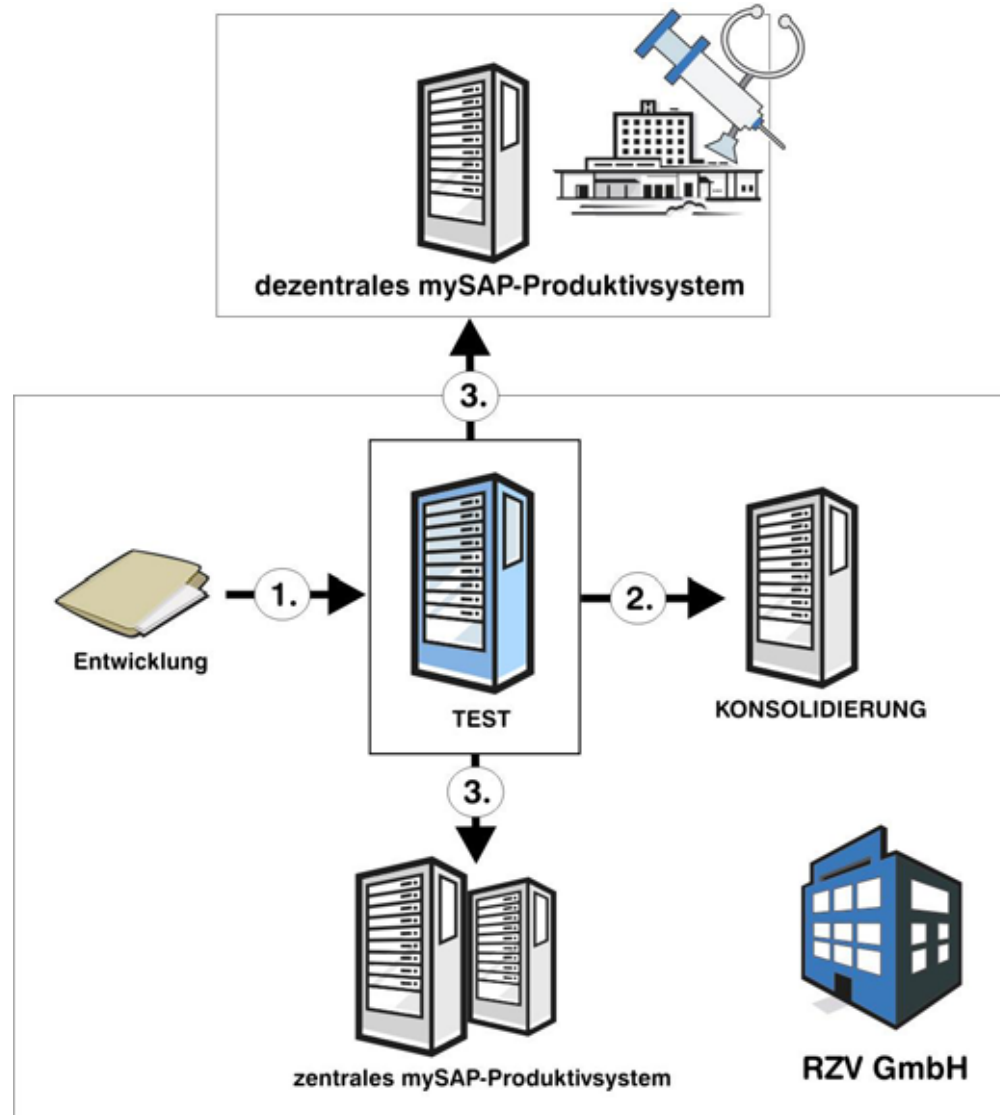 H
dezentrales mySAP-Produktivsystem
3.
1.
2.
Entwicklung
TEST
KONSOLIDIERUNG
3.
zentrales mySAP-Produktivsystem
RZV GmbH